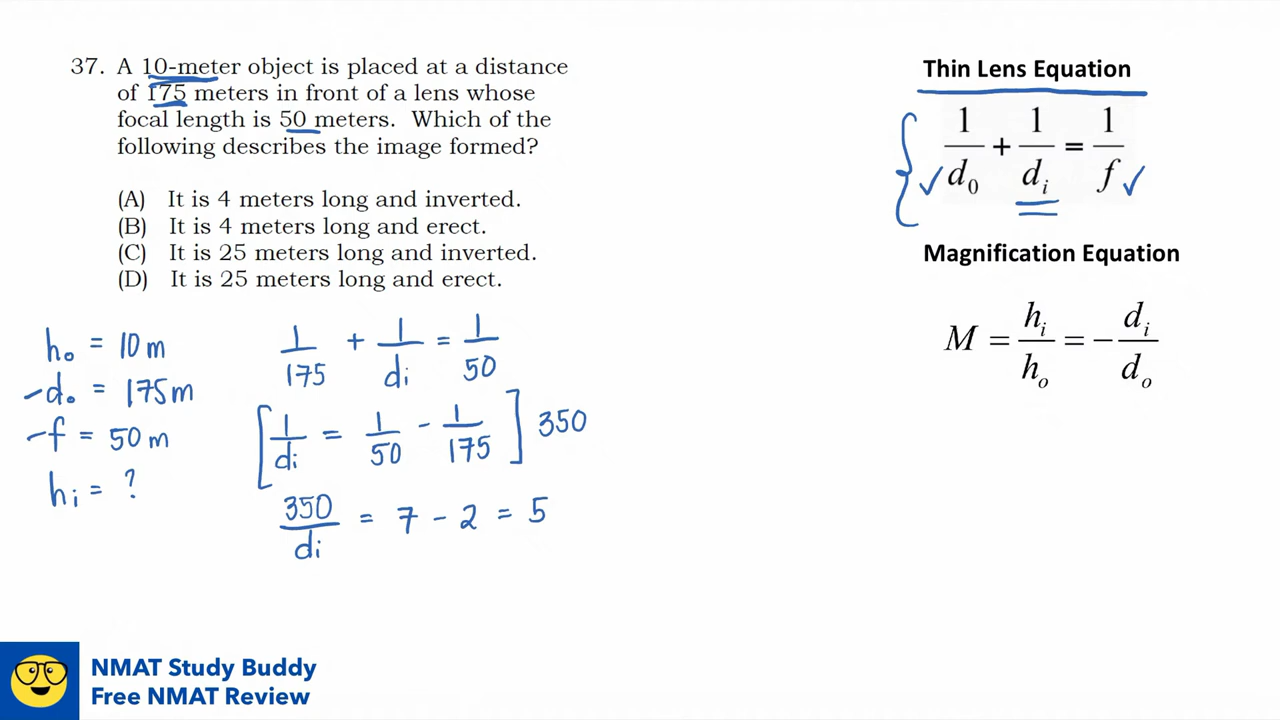 37. A 10-meter object is placed at a distance
of 175 meters in front of a lens whose
focal length is 50 meters. Which of the
following describes the image formed?
(A) It is 4 meters long and inverted.
(B) It is 4 meters long and erect.
(C) It is 25 meters long and inverted.
(D) It is 25 meters long and erect.
h₀ = 10 m
d₀ = 175 m
f = 50 m
hᵢ = ?
1/175 + 1/di = 1/50
[1/di = 1/50 - 1/175] 350
350/di = 7 - 2 = 5
Thin Lens Equation
1/d₀ + 1/dᵢ = 1/f
Magnification Equation
M = hᵢ/hₒ = -dᵢ/dₒ
NMAT Study Buddy
Free NMAT Review